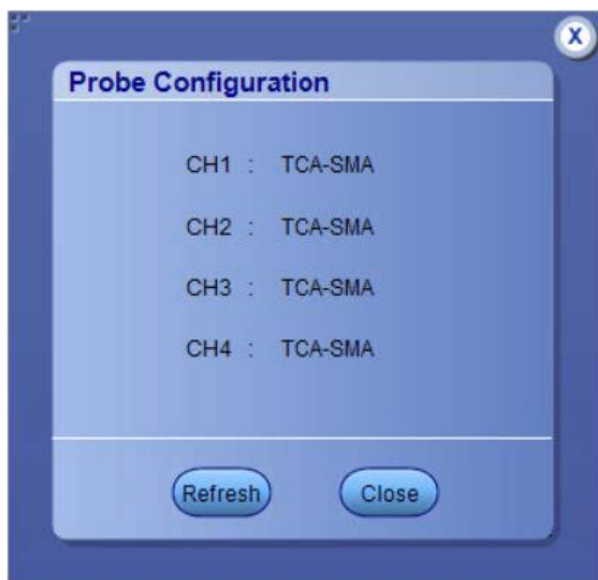 X
Probe Configuration
CH1 : TCA-SMA
CH2 : TCA-SMA
CH3 : TCA-SMA
CH4 : TCA-SMA
Refresh Close